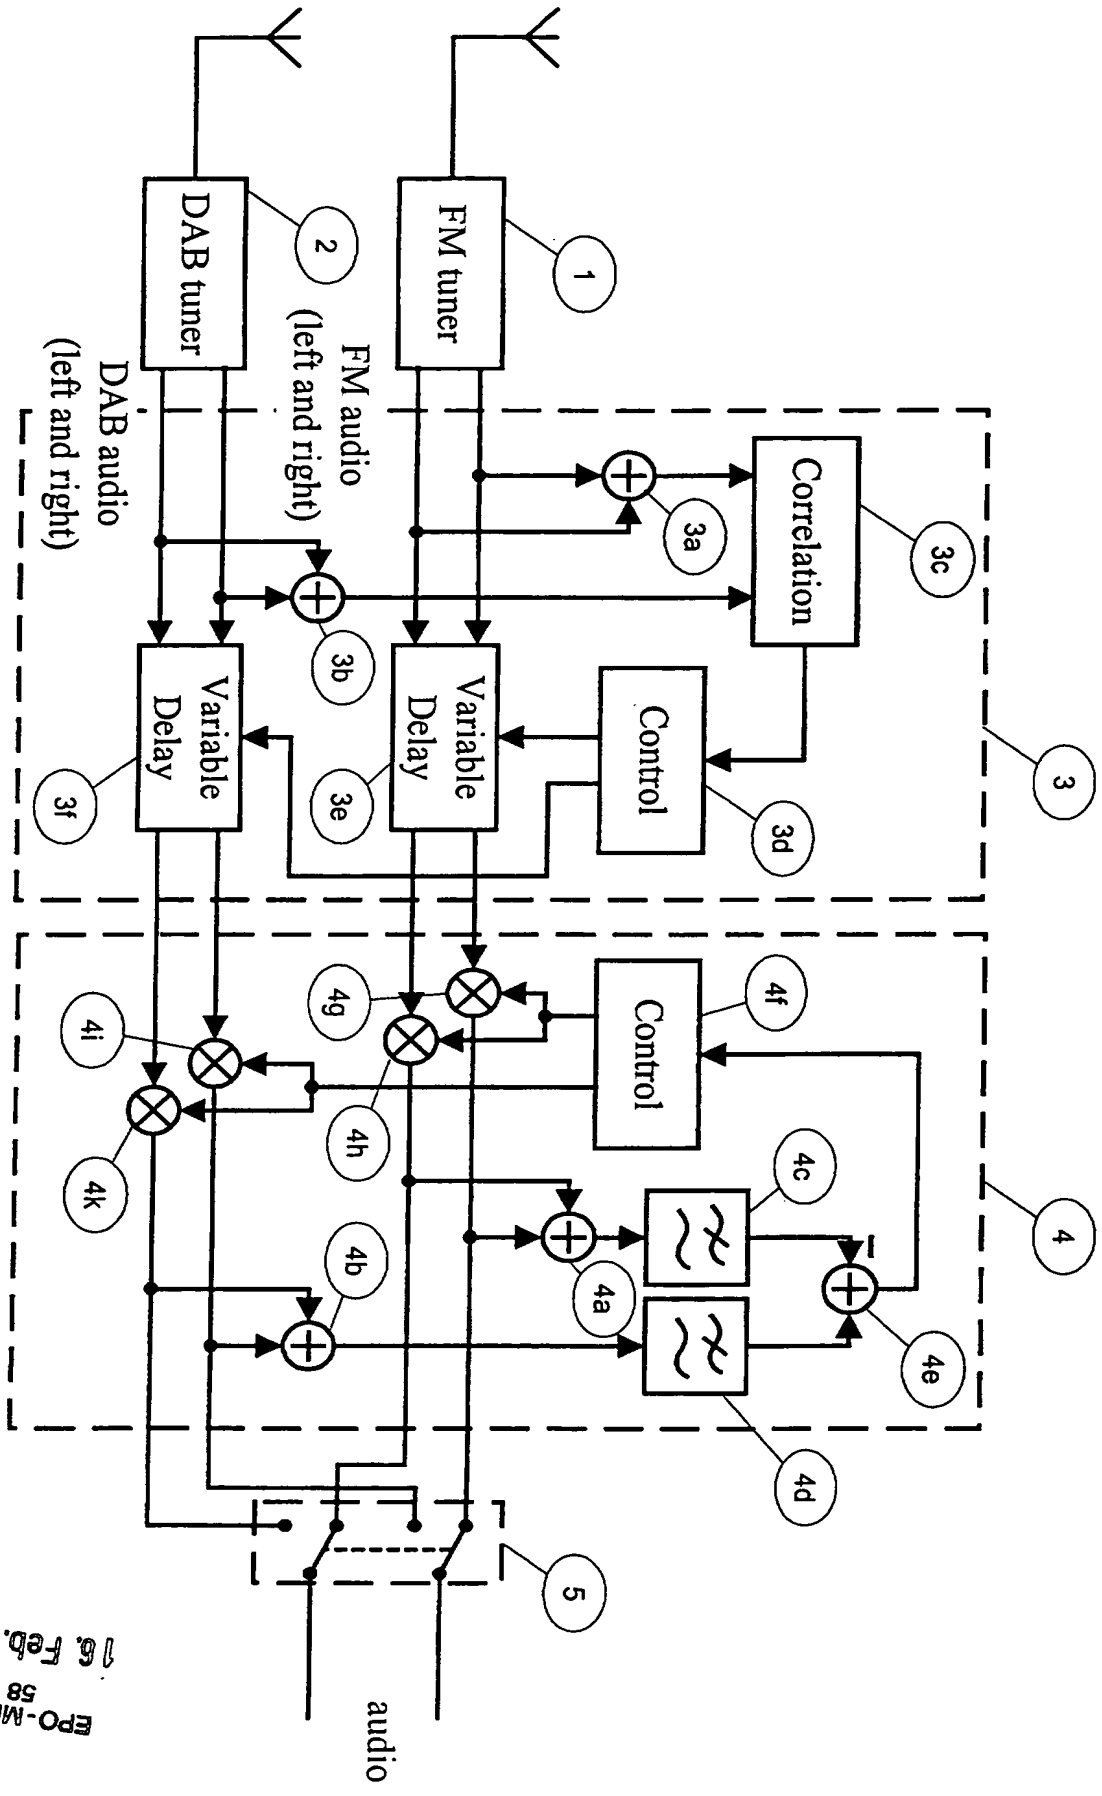 3
4
3c
Correlation
3d
Control
3a
4f
Control
4c
4e
4d
4a
1
FM tuner
FM audio
(left and right)
Variable
Delay
3e
4g
4h
5
audio
2
DAB tuner
3b
DAB audio
(left and right)
Variable
Delay
3f
4i
4k
4b
16. Feb.
58